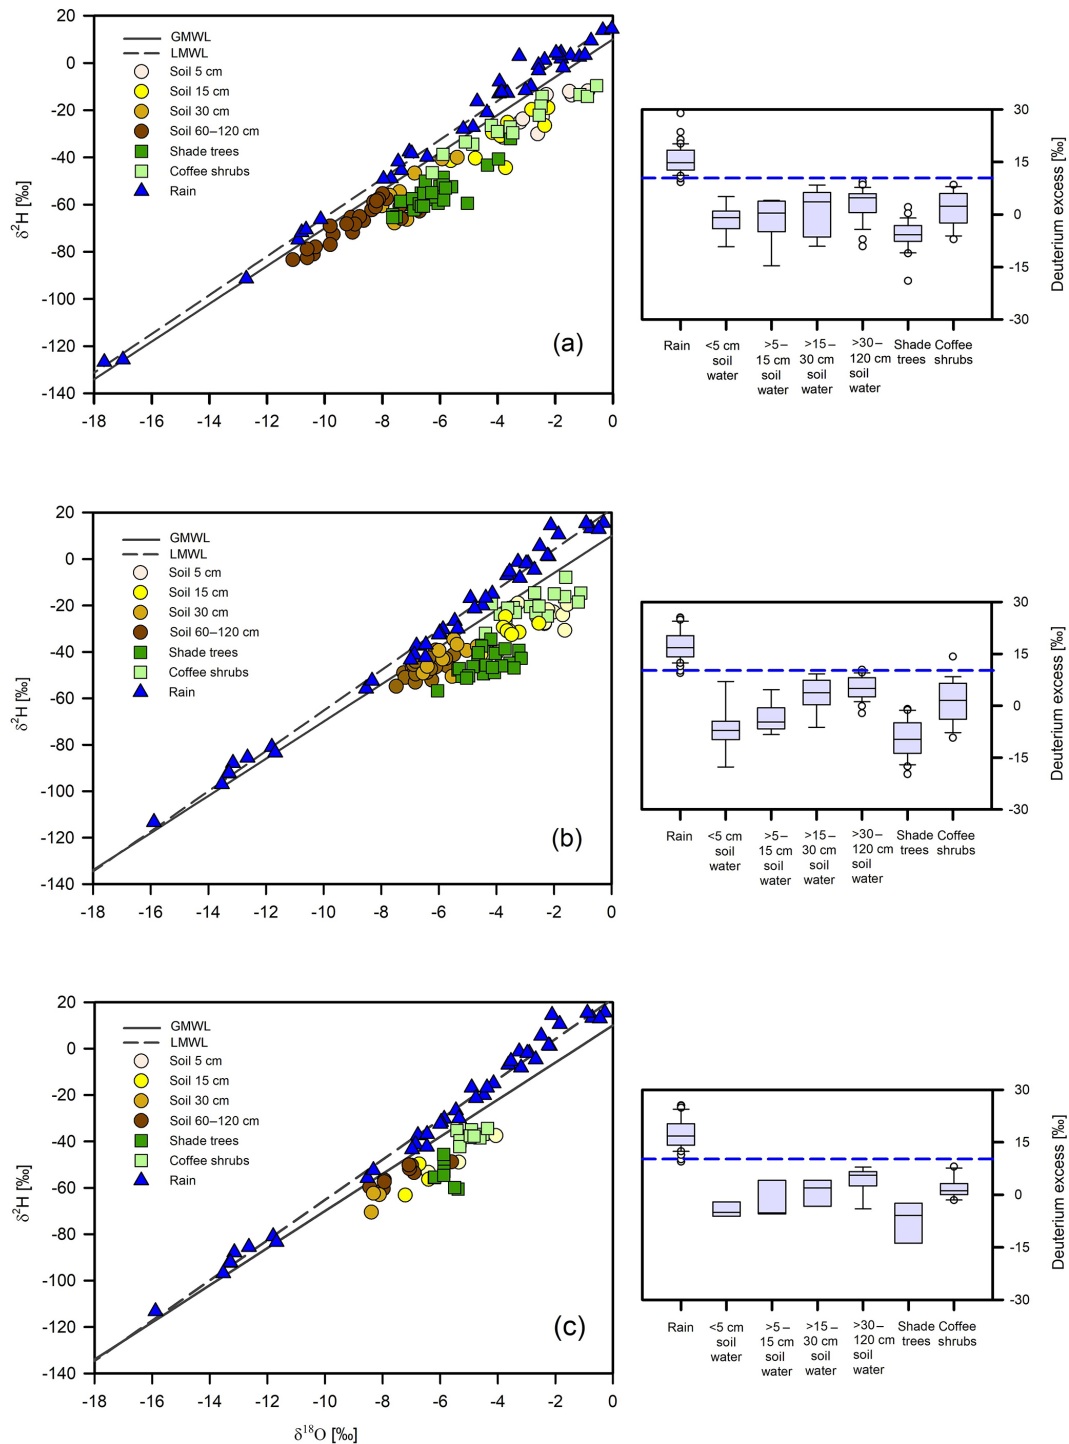 20
0
-20
-40
-60
-80
-100
-120
-140
δ²H [‰]
GMWL
LMWL
Soil 5 cm
Soil 15 cm
Soil 30 cm
Soil 60–120 cm
Shade trees
Coffee shrubs
Rain
(a)
-18 -16 -14 -12 -10 -8 -6 -4 -2 0
30
15
0
-15
-30
Deuterium excess [‰]
Rain
<5 cm
soil
water
>5–
15 cm
soil
water
>15–
30 cm
soil
water
>30–
120 cm
soil
water
Shade
trees
Coffee
shrubs
20
0
-20
-40
-60
-80
-100
-120
-140
δ²H [‰]
GMWL
LMWL
Soil 5 cm
Soil 15 cm
Soil 30 cm
Soil 60–120 cm
Shade trees
Coffee shrubs
Rain
(b)
-18 -16 -14 -12 -10 -8 -6 -4 -2 0
30
15
0
-15
-30
Deuterium excess [‰]
Rain
<5 cm
soil
water
>5–
15 cm
soil
water
>15–
30 cm
soil
water
>30–
120 cm
soil
water
Shade
trees
Coffee
shrubs
20
0
-20
-40
-60
-80
-100
-120
-140
δ²H [‰]
GMWL
LMWL
Soil 5 cm
Soil 15 cm
Soil 30 cm
Soil 60–120 cm
Shade trees
Coffee shrubs
Rain
(c)
-18 -16 -14 -12 -10 -8 -6 -4 -2 0
δ¹⁸O [‰]
30
15
0
-15
-30
Deuterium excess [‰]
Rain
<5 cm
soil
water
>5–
15 cm
soil
water
>15–
30 cm
soil
water
>30–
120 cm
soil
water
Shade
trees
Coffee
shrubs